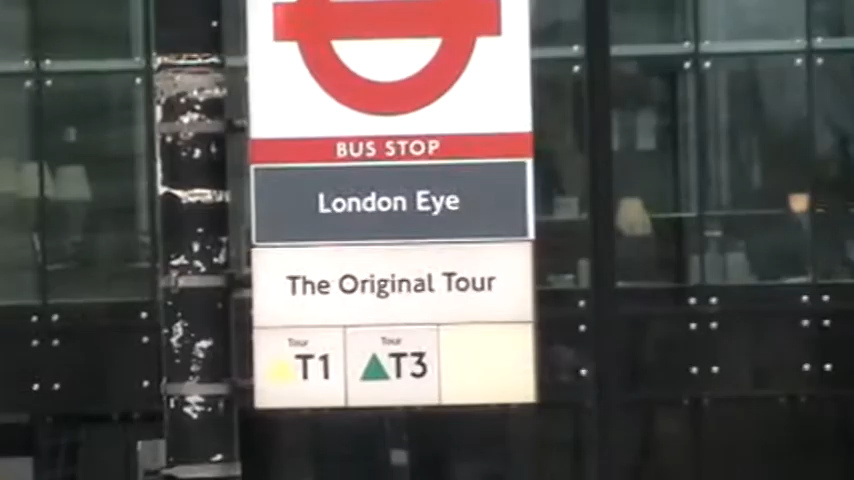 BUS STOP
London Eye
The Original Tour
Tour Tour
T1 T3